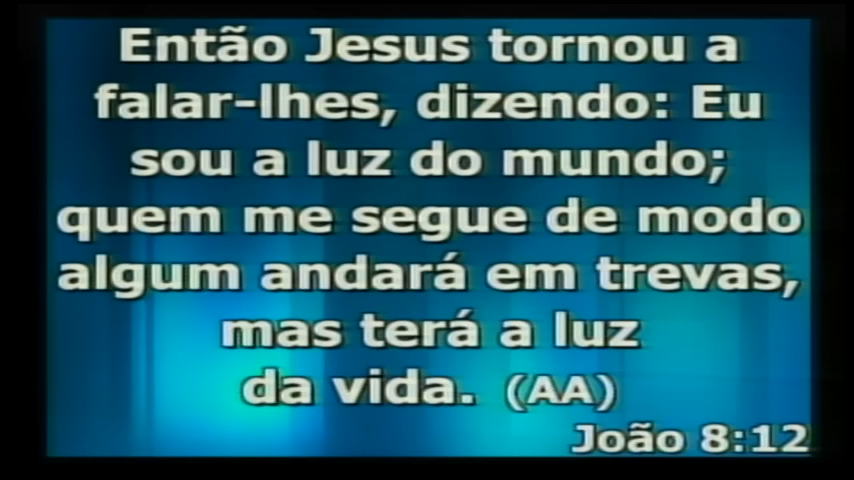 Então Jesus tornou a
falar-lhes, dizendo: Eu
sou a luz do mundo;
quem me segue de modo
algum andará em trevas,
mas terá a luz
da vida. (AA)
João 8:12